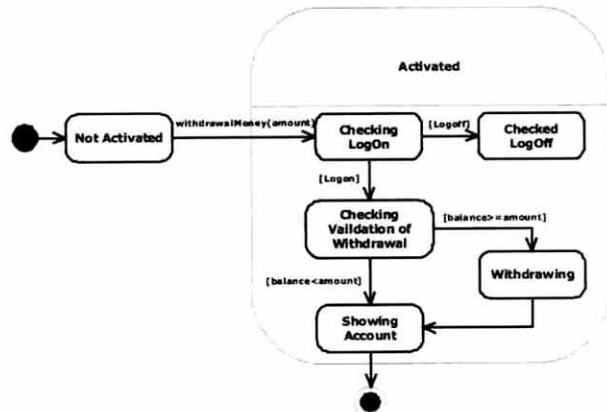 Activated
Not Activated
withdrawalMoney(amount)
Checking
LogOn
[Logoff]
Checked
LogOff
[Logon]
Checking
Vaildation of
Withdrawal
[balance>=amount]
Withdrawing
[balance<amount]
Showing
Account